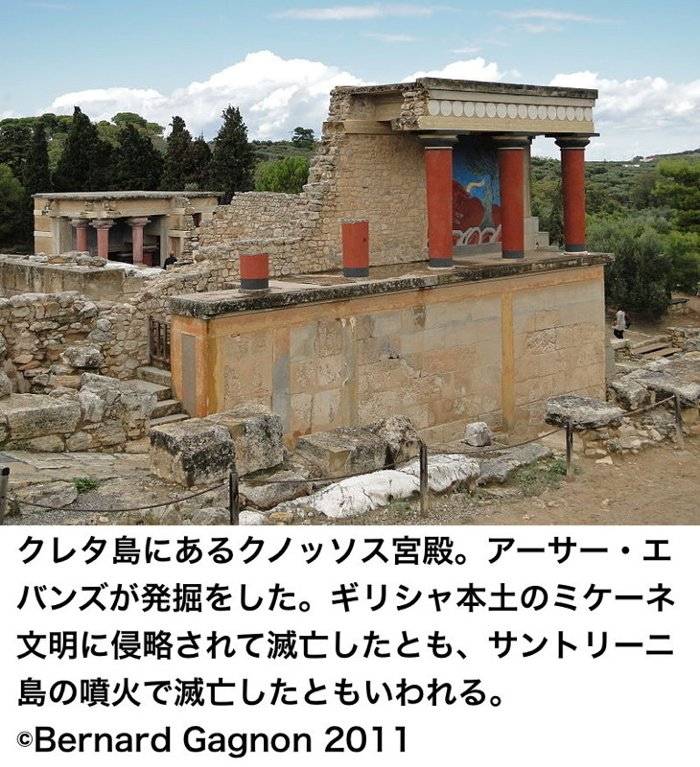 クレタ島にあるクノッソス宮殿。アーサー・エ
バンズが発掘をした。ギリシャ本土のミケーネ
文明に侵略されて滅亡したとも、サントリーニ
島の噴火で滅亡したともいわれる。
©Bernard Gagnon 2011